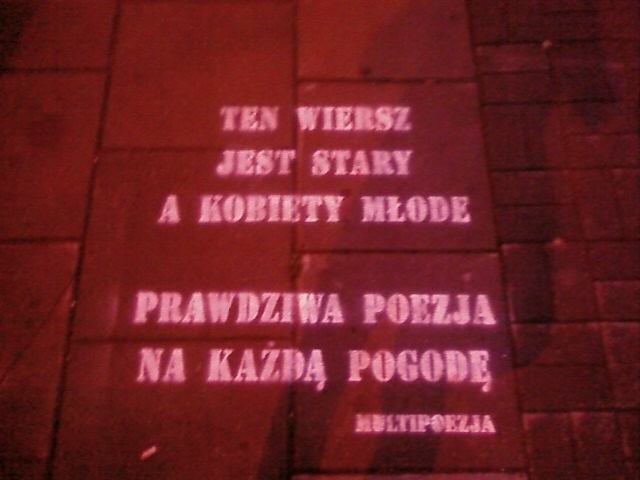 TEN WIERSZ
JEST STARY
A KOBIETY MŁODE
PRAWDZIWA POEZJA
NA KAŻDĄ POGODĘ
MULTIPOEZJA